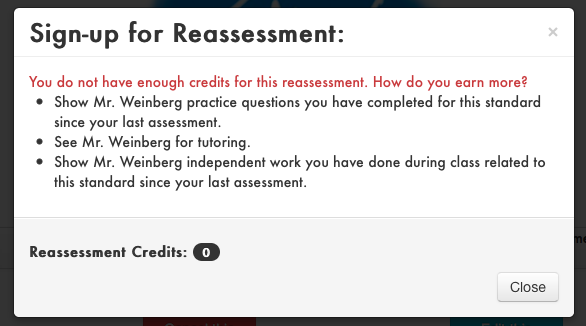 Sign-up for Reassessment:
×
You do not have enough credits for this reassessment. How do you earn more?
• Show Mr. Weinberg practice questions you have completed for this standard
since your last assessment.
• See Mr. Weinberg for tutoring.
• Show Mr. Weinberg independent work you have done during class related to
this standard since your last assessment.
Reassessment Credits: 0
Close